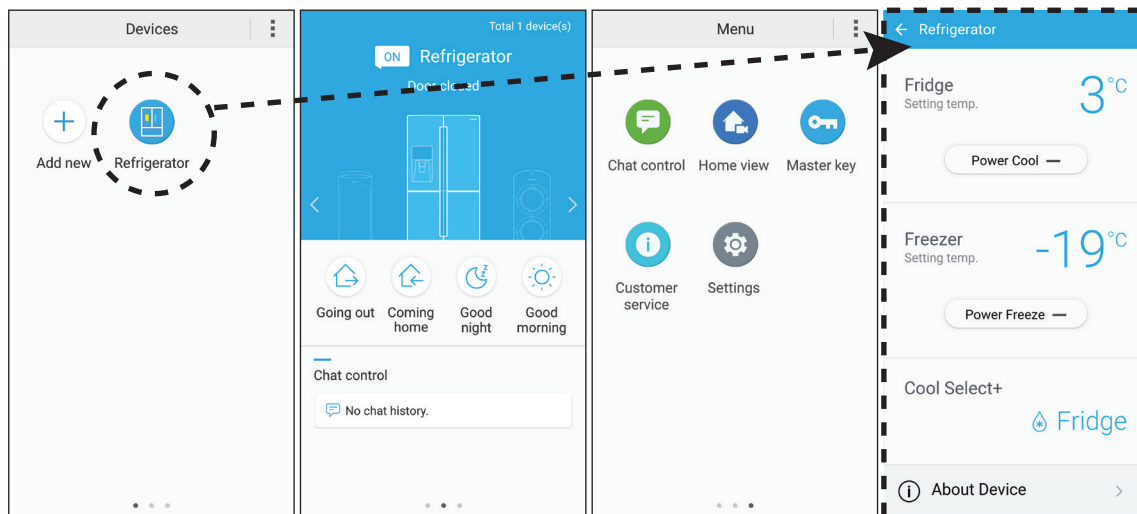 Devices
Add new
Refrigerator
Total 1 device(s)
ON Refrigerator
Door closed
Going out
Coming
home
Good
night
Good
morning
Chat control
No chat history.
Menu
Chat control
Home view
Master key
Customer
service
Settings
Refrigerator
Fridge
Setting temp.
3°C
Power Cool
Freezer
Setting temp.
-19°C
Power Freeze
Cool Select+
Fridge
About Device